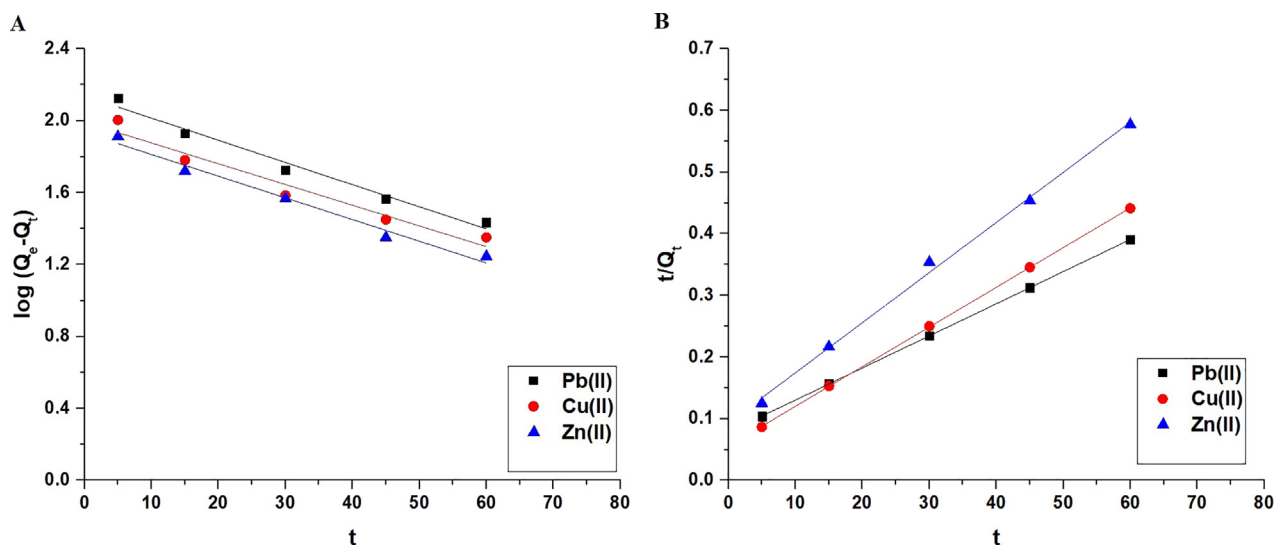 A
2.4
2.0
1.6
1.2
0.8
0.4
0.0
log (Qe-Qt)
0 10 20 30 40 50 60 70 80
t
Pb(II)
Cu(II)
Zn(II)
B
0.7
0.6
0.5
0.4
0.3
0.2
0.1
0.0
t/Qt
0 10 20 30 40 50 60 70 80
t
Pb(II)
Cu(II)
Zn(II)